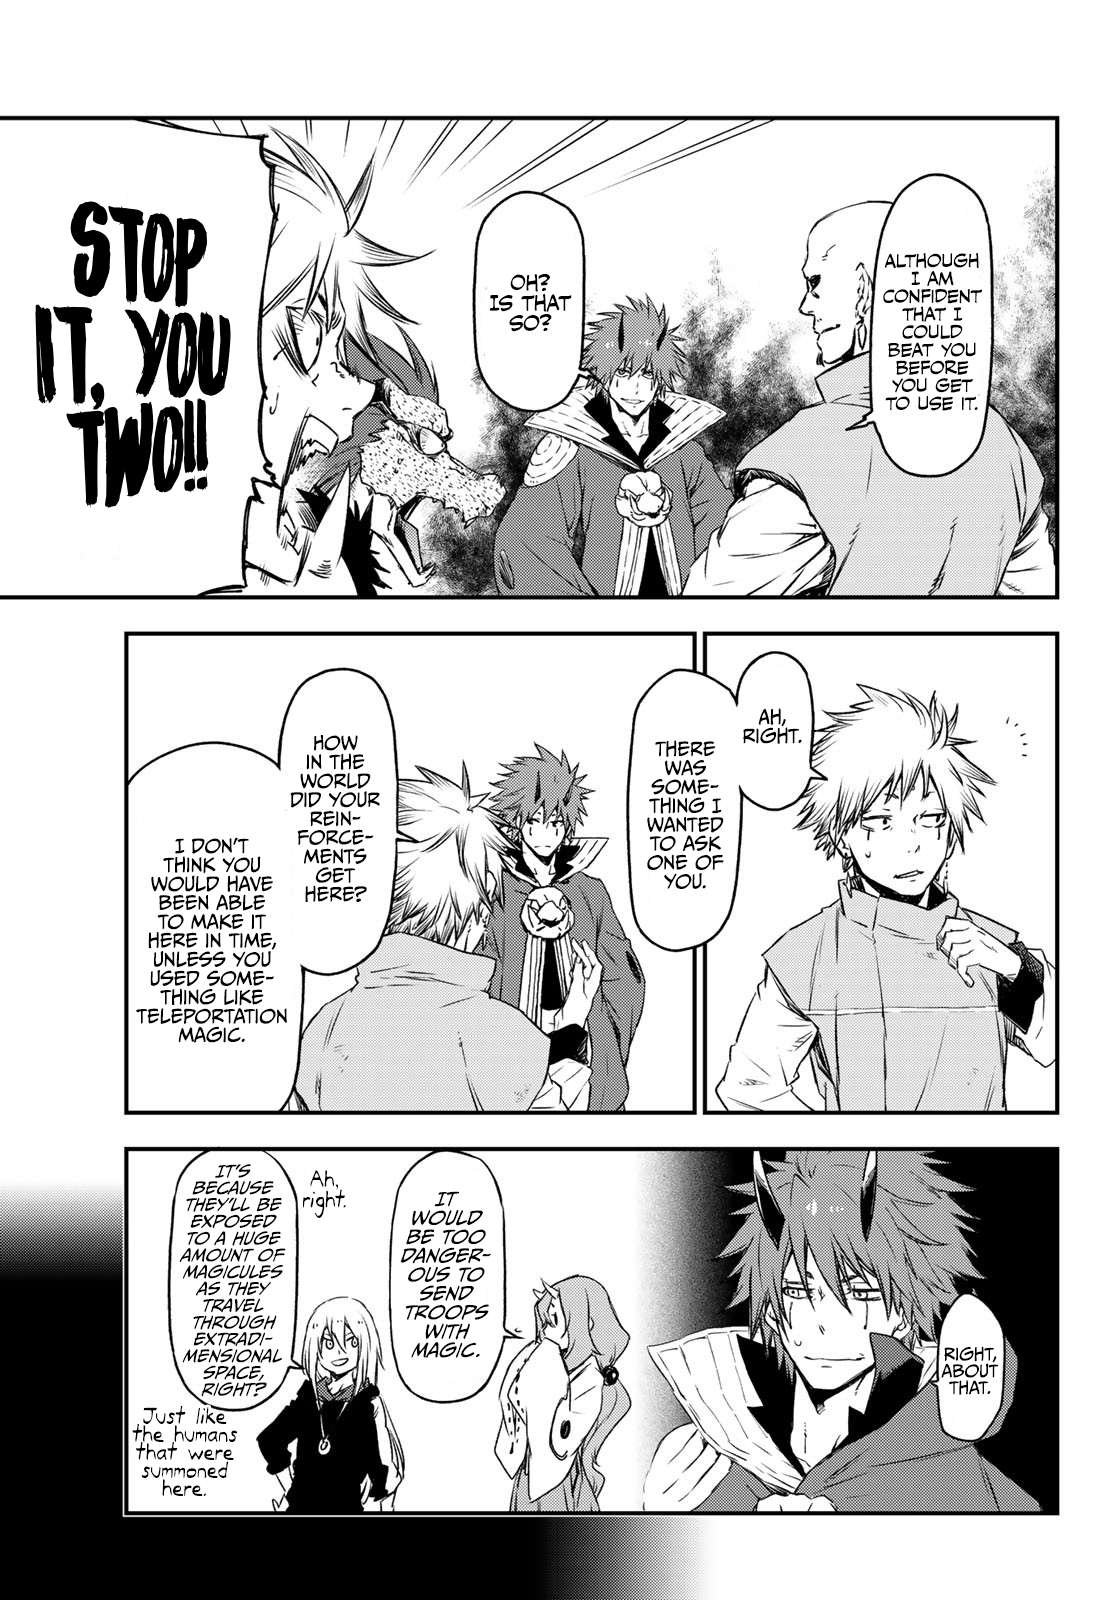 ALTHOUGH
I AM
CONFIDENT
THAT I
COULD
BEAT YOU
BEFORE
YOU GET
TO USE IT.
OH?
IS THAT
SO?
STOP
IT, YOU
TWO!!
AH,
RIGHT.
THERE
WAS
SOME-
THING I
WANTED
TO ASK
ONE OF
YOU.
HOW
IN THE
WORLD
DID YOUR
REIN-
FORCE-
MENTS
GET
HERE?
I DON'T
THINK YOU
WOULD HAVE
BEEN ABLE
TO MAKE IT
HERE IN TIME,
UNLESS YOU
USED SOME-
THING LIKE
TELEPORTATION
MAGIC.
RIGHT,
ABOUT
THAT.
IT
WOULD
BE TOO
DANGER-
OUS TO
SEND
TROOPS
WITH
MAGIC.
Ah,
right.
IT'S
BECAUSE
THEY'LL BE
EXPOSED
TO A HUGE
AMOUNT OF
MAGICULES
AS THEY
TRAVEL
THROUGH
EXTRADI-
MENSIONAL
SPACE,
RIGHT?
Just like
the humans
that were
summoned
here.